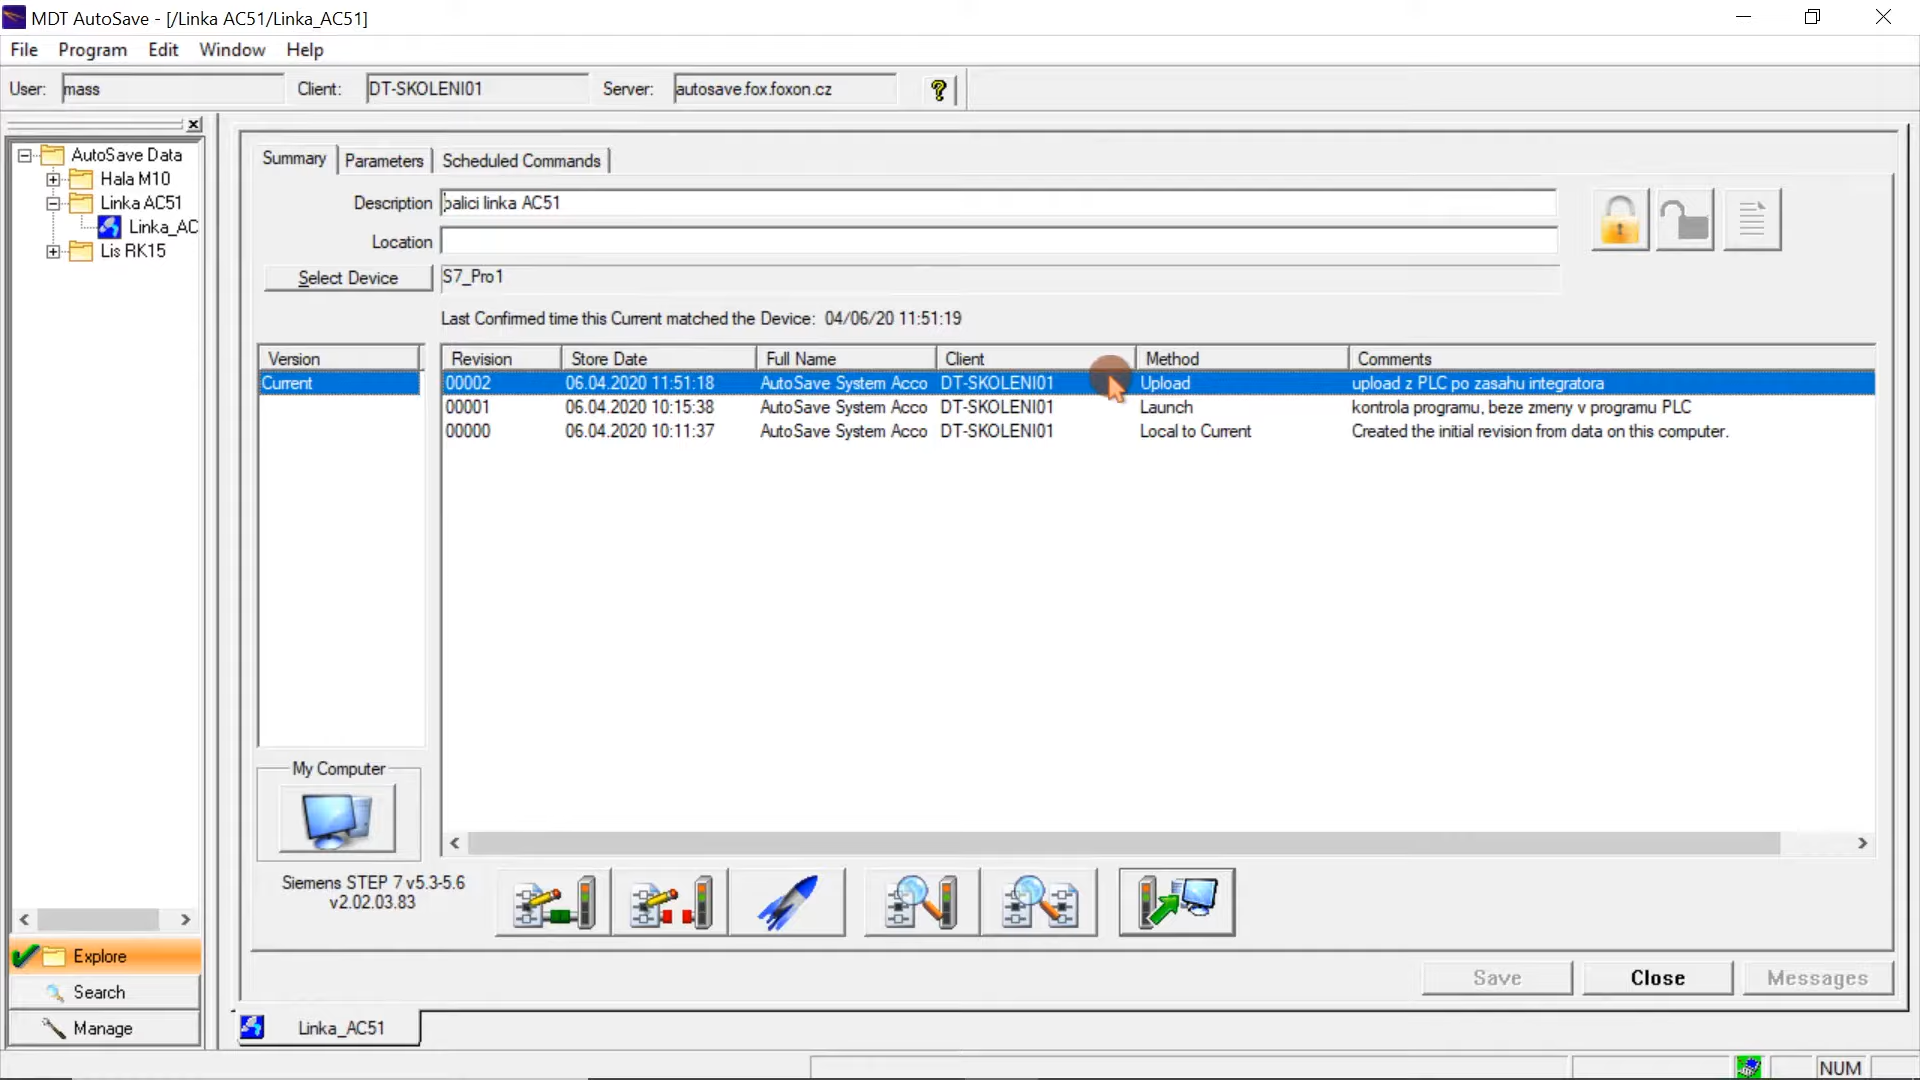 MDT AutoSave - [/Linka AC51/Linka_AC51]
File Program Edit Window Help
User: mass Client: DT-SKOLENI01 Server: autosave.fox.foxon.cz
AutoSave Data
Hala M10
Linka AC51
Linka_AC
Lis RK15
Explore
Search
Manage
Summary Parameters Scheduled Commands
Description balici linka AC51
Location
Select Device S7_Pro1
Last Confirmed time this Current matched the Device: 04/06/20 11:51:19
Version
Current
Revision Store Date Full Name Client Method Comments
00002 06.04.2020 11:51:18 AutoSave System Acco DT-SKOLENI01 Upload upload z PLC po zasahu integratora
00001 06.04.2020 10:15:38 AutoSave System Acco DT-SKOLENI01 Launch kontrola programu, beze zmeny v programu PLC
00000 06.04.2020 10:11:37 AutoSave System Acco DT-SKOLENI01 Local to Current Created the initial revision from data on this computer.
My Computer
Siemens STEP 7 v5.3-5.6
v2.02.03.83
Save Close Messages
Linka_AC51
NUM